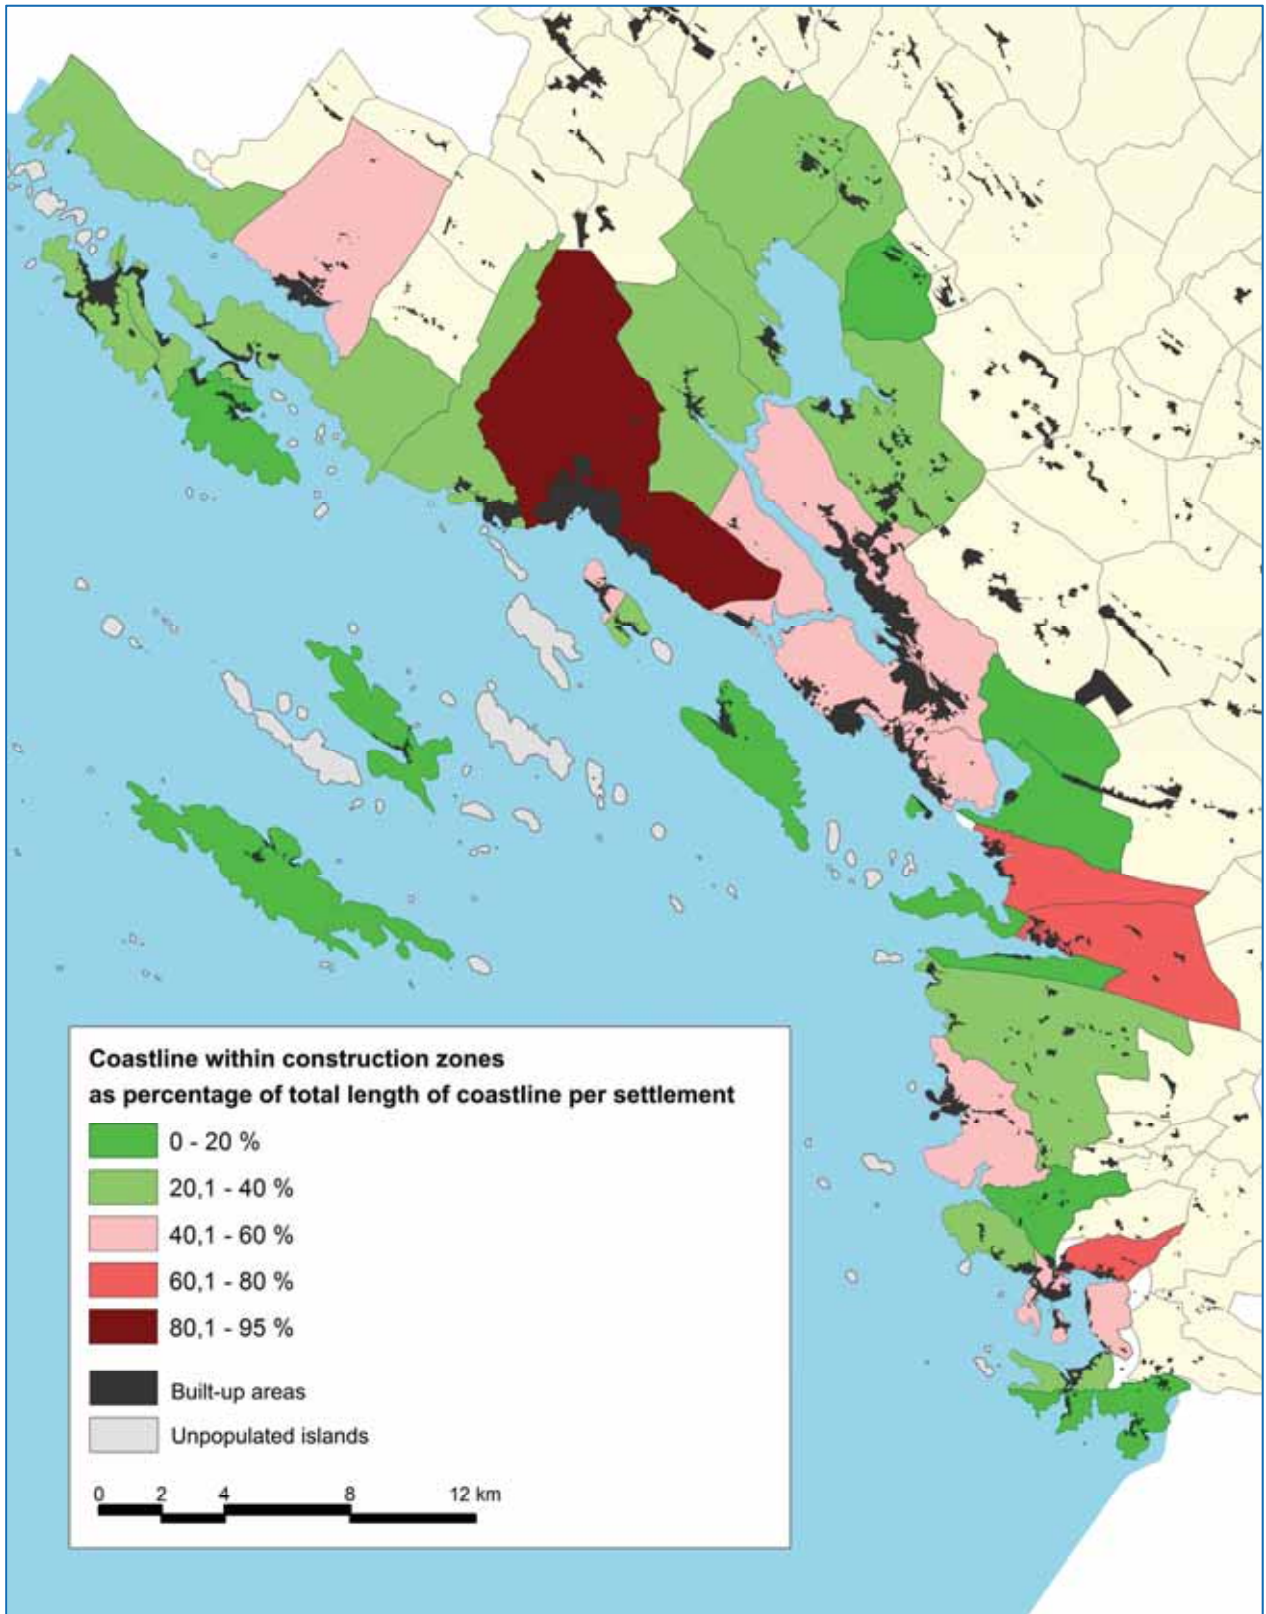 Coastline within construction zones
as percentage of total length of coastline per settlement
0 - 20 %
20,1 - 40 %
40,1 - 60 %
60,1 - 80 %
80,1 - 95 %
Built-up areas
Unpopulated islands
0 2 4 8 12 km